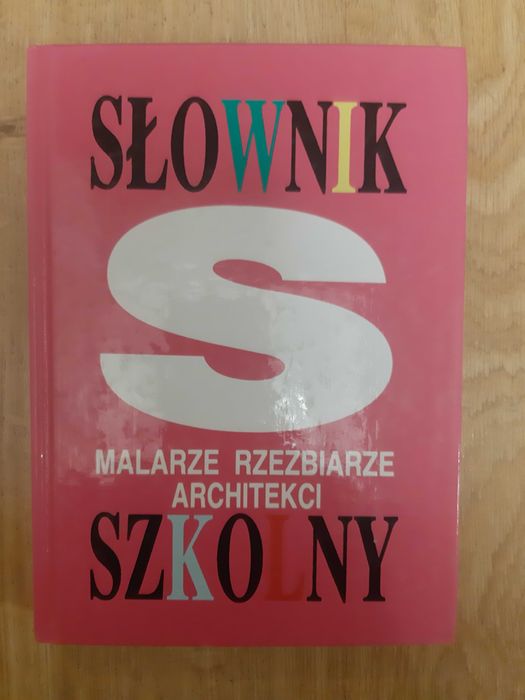 SŁOWNIK
S
MALARZE RZEŹBIARZE
ARCHITEKCI
SZKOLNY